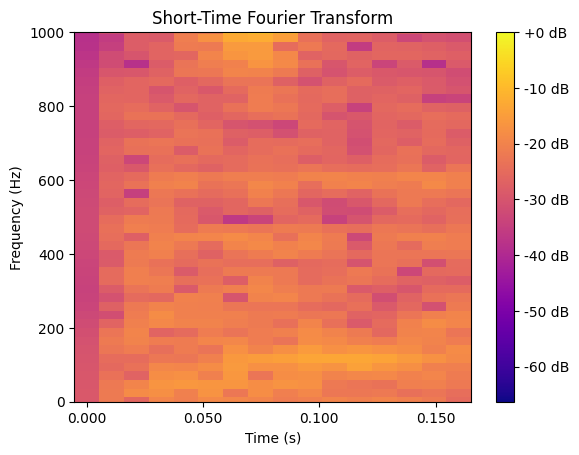 Short-Time Fourier Transform
1000
800
600
400
200
0
Frequency (Hz)
0.000
0.050
0.100
0.150
Time (s)
+0 dB
-10 dB
-20 dB
-30 dB
-40 dB
-50 dB
-60 dB